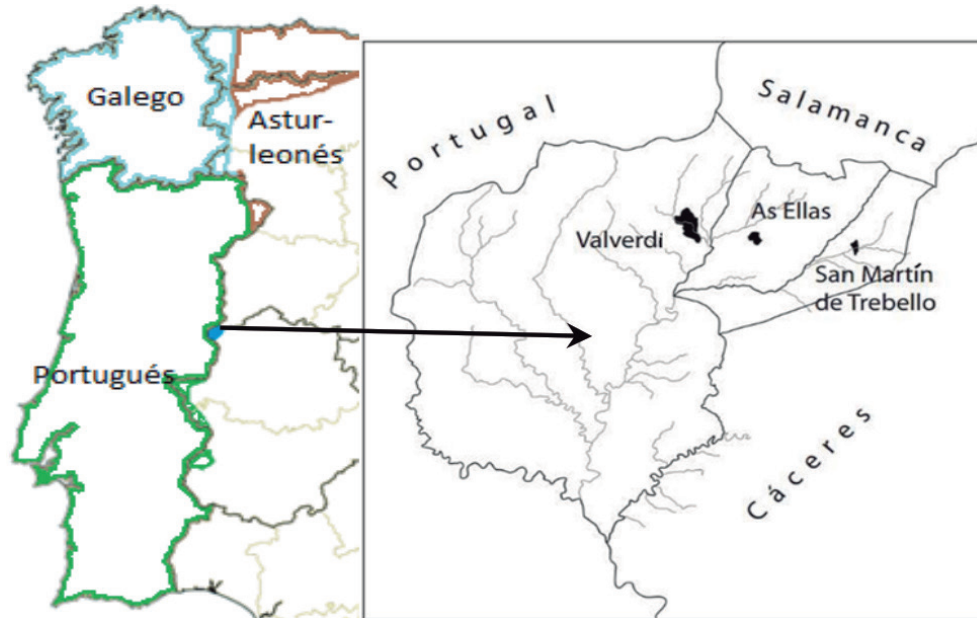 Galego
Astur-
leonés
Portugués
Portugal
Salamanca
Valverdi
As Ellas
San Martín
de Trebello
Cáceres